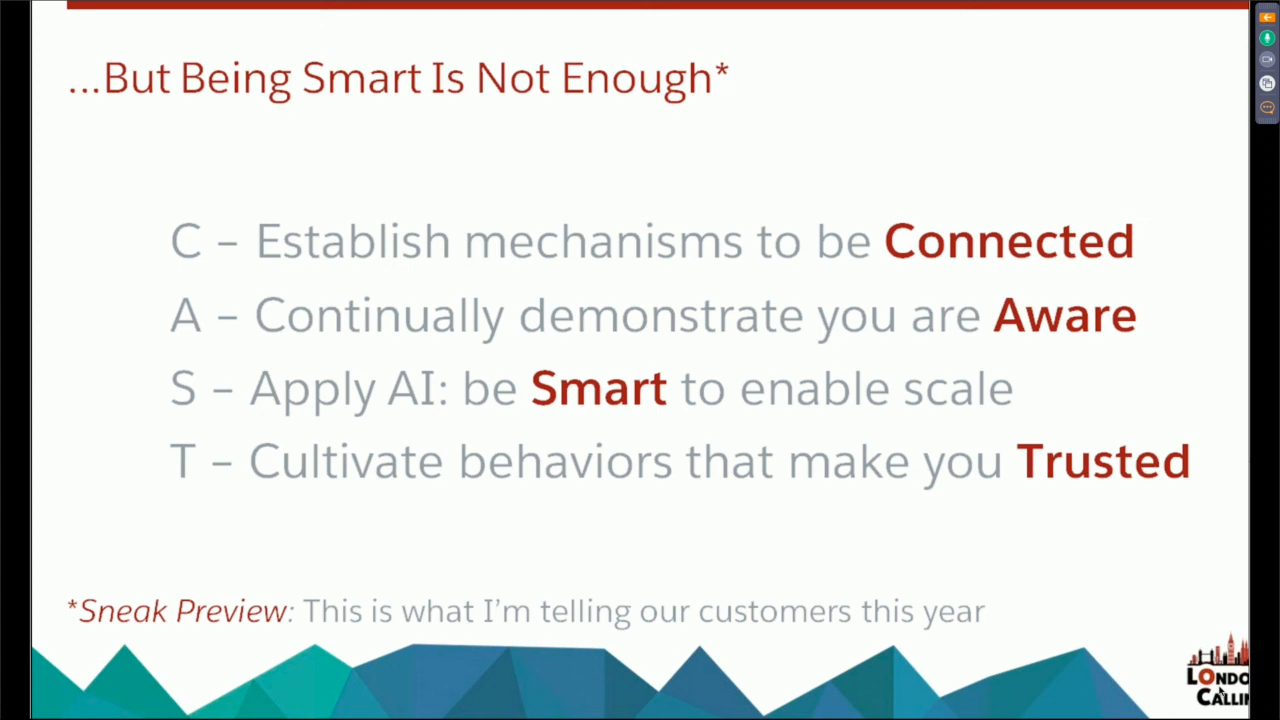 ...But Being Smart Is Not Enough*
C – Establish mechanisms to be Connected
A – Continually demonstrate you are Aware
S – Apply AI: be Smart to enable scale
T – Cultivate behaviors that make you Trusted
*Sneak Preview: This is what I'm telling our customers this year